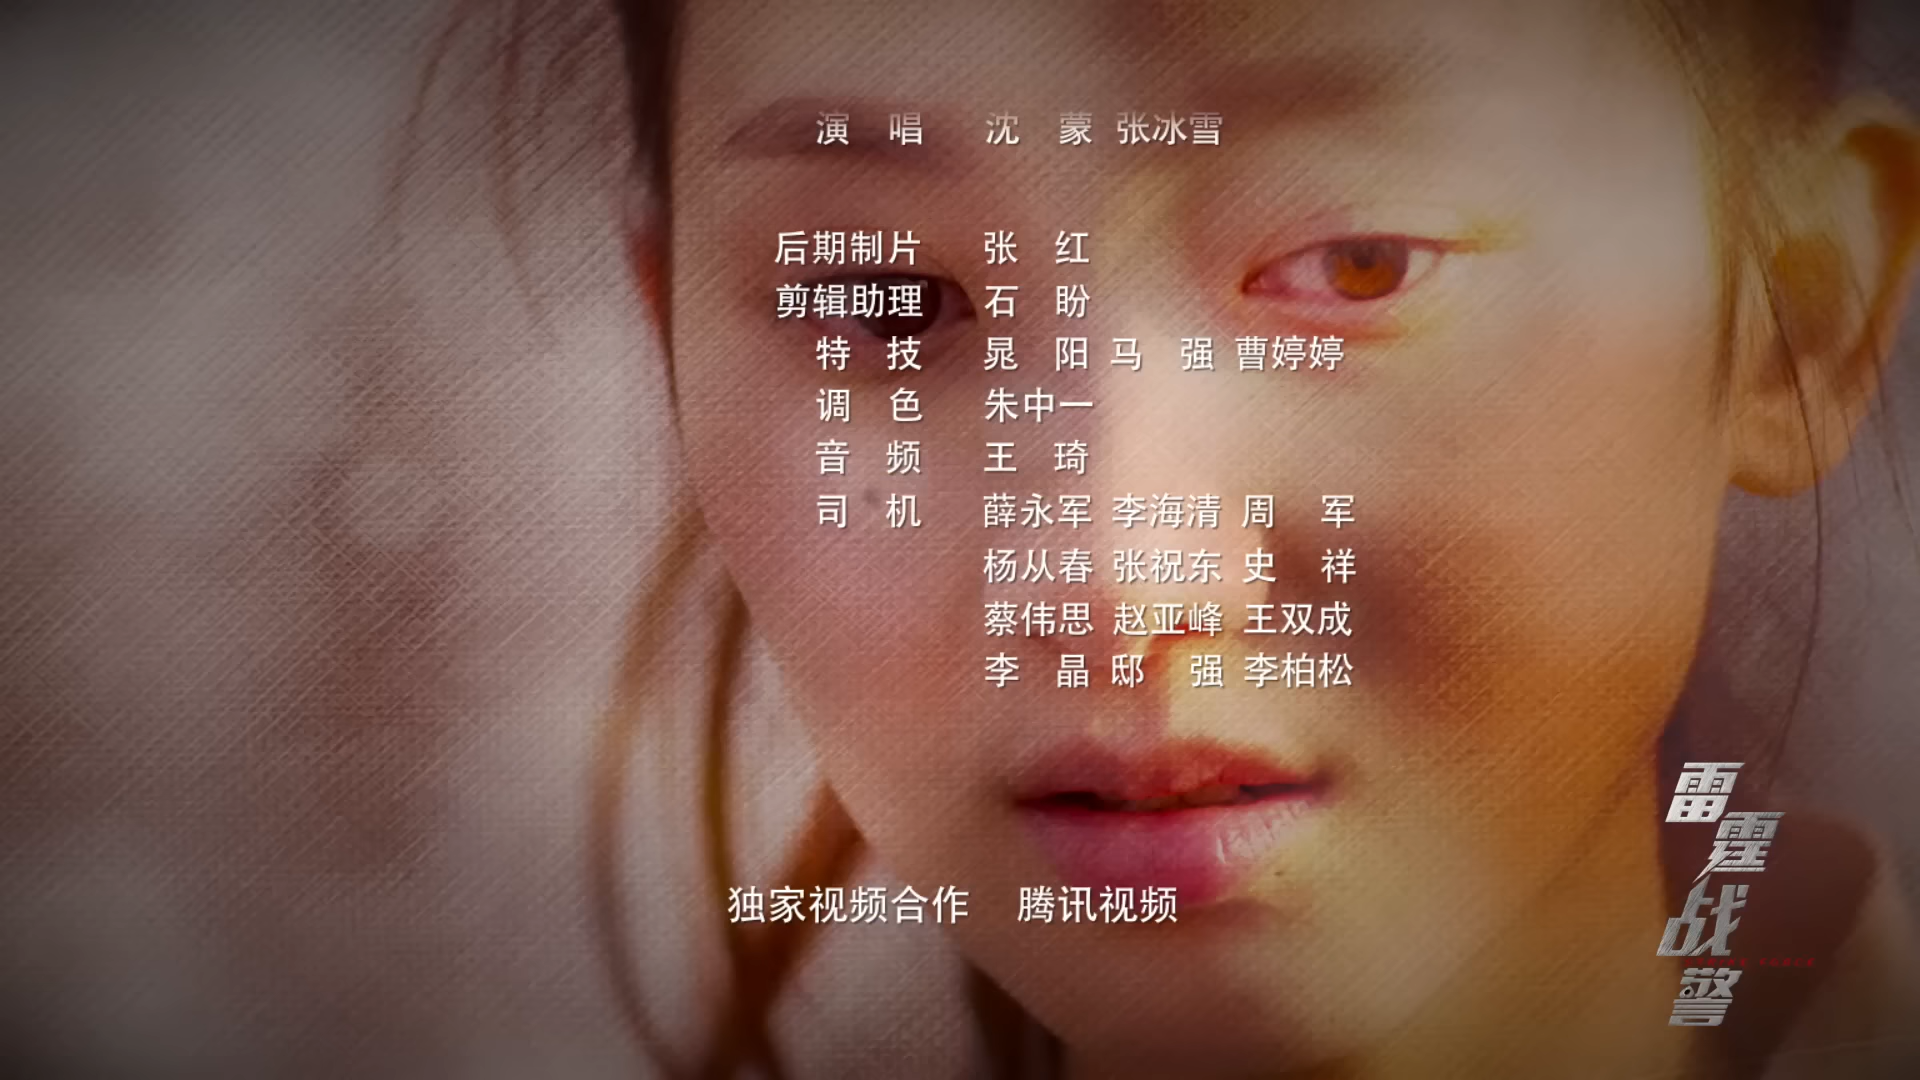 演 唱 沈 蒙 张冰雪
后期制片 张 红
剪辑助理 石 盼
特 技 晁 阳 马 强 曹婷婷
调 色 朱中一
音 频 王 琦
司 机 薛永军 李海清 周 军
杨从春 张祝东 史 祥
蔡伟思 赵亚峰 王双成
李 晶 邸 强 李柏松
独家视频合作 腾讯视频
雷霆战警